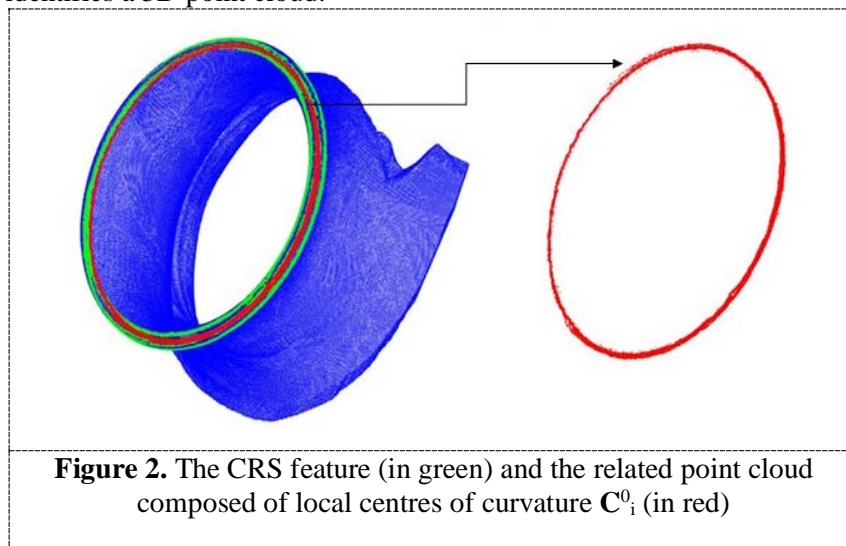 identifies a 3D point cloud.
Figure 2. The CRS feature (in green) and the related point cloud
composed of local centres of curvature C⁰ᵢ (in red)